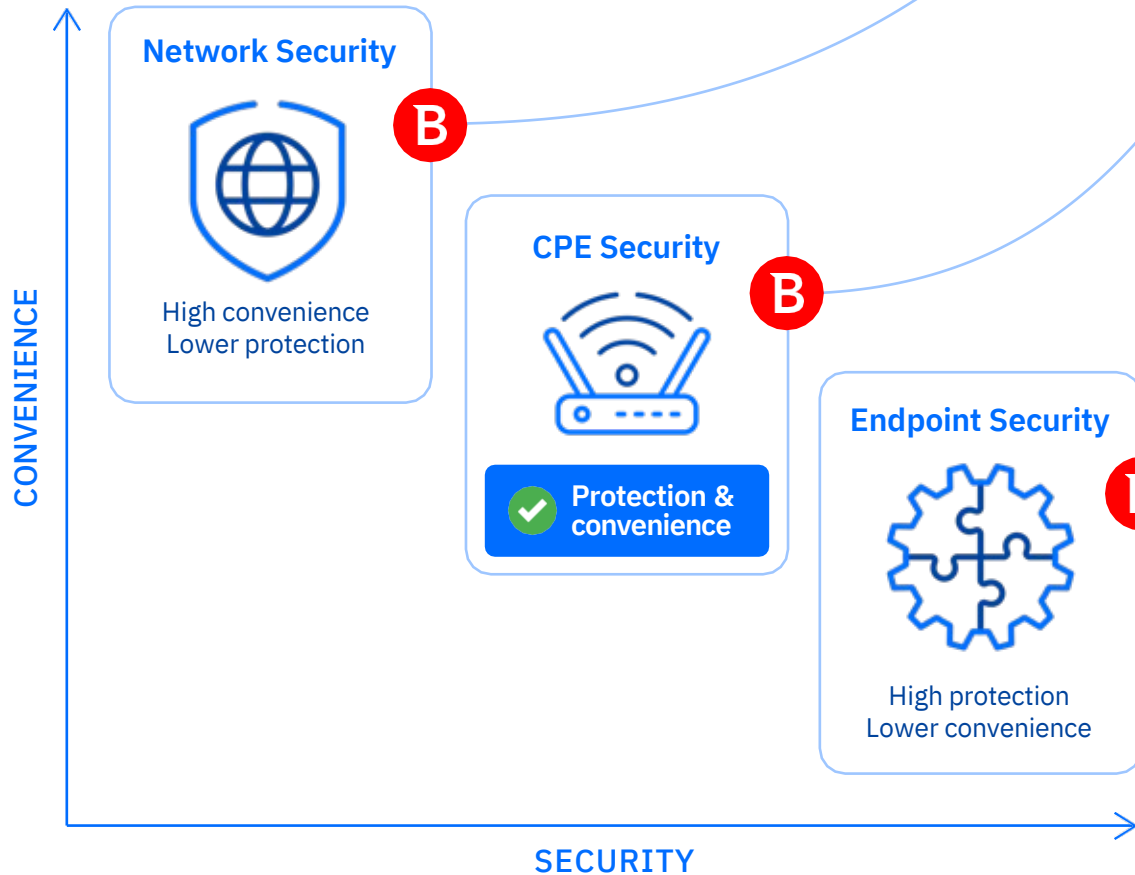 Network Security
B
High convenience
Lower protection
CPE Security
B
Protection &
convenience
Endpoint Security
High protection
Lower convenience
CONVENIENCE
SECURITY